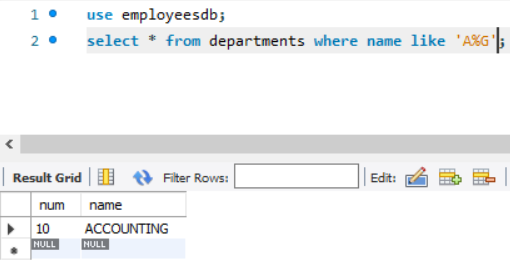 1 use employeesdb;
2 select * from departments where name like 'A%G';
Result Grid Filter Rows: Edit:
num name
10 ACCOUNTING
NULL NULL